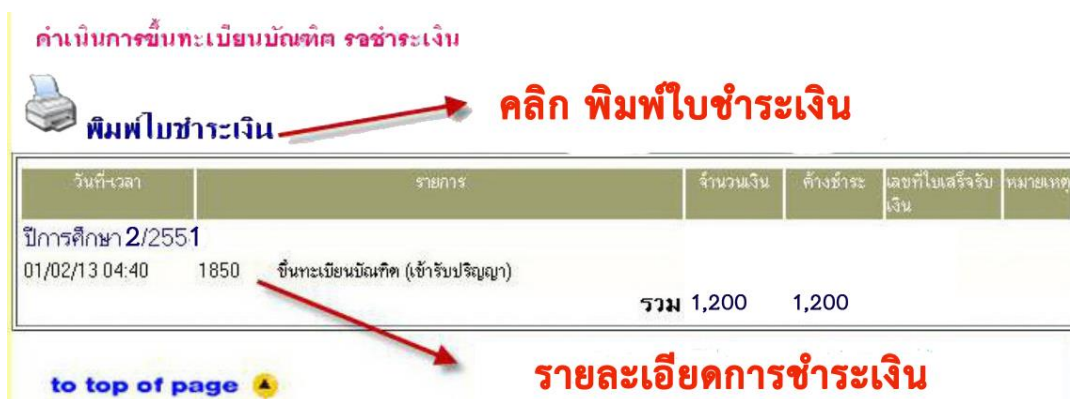 ดำเนินการขึ้นทะเบียนบัณฑิต รอชำระเงิน
พิมพ์ใบชำระเงิน
คลิก พิมพ์ใบชำระเงิน
วันที่-เวลา รายการ จำนวนเงิน ค้างชำระ เลขที่ใบเสร็จรับเงิน หมายเหตุ
ปีการศึกษา 2/2551
01/02/13 04:40 1850 ขึ้นทะเบียนบัณฑิต (เข้ารับปริญญา)
รวม 1,200 1,200
to top of page
รายละเอียดการชำระเงิน